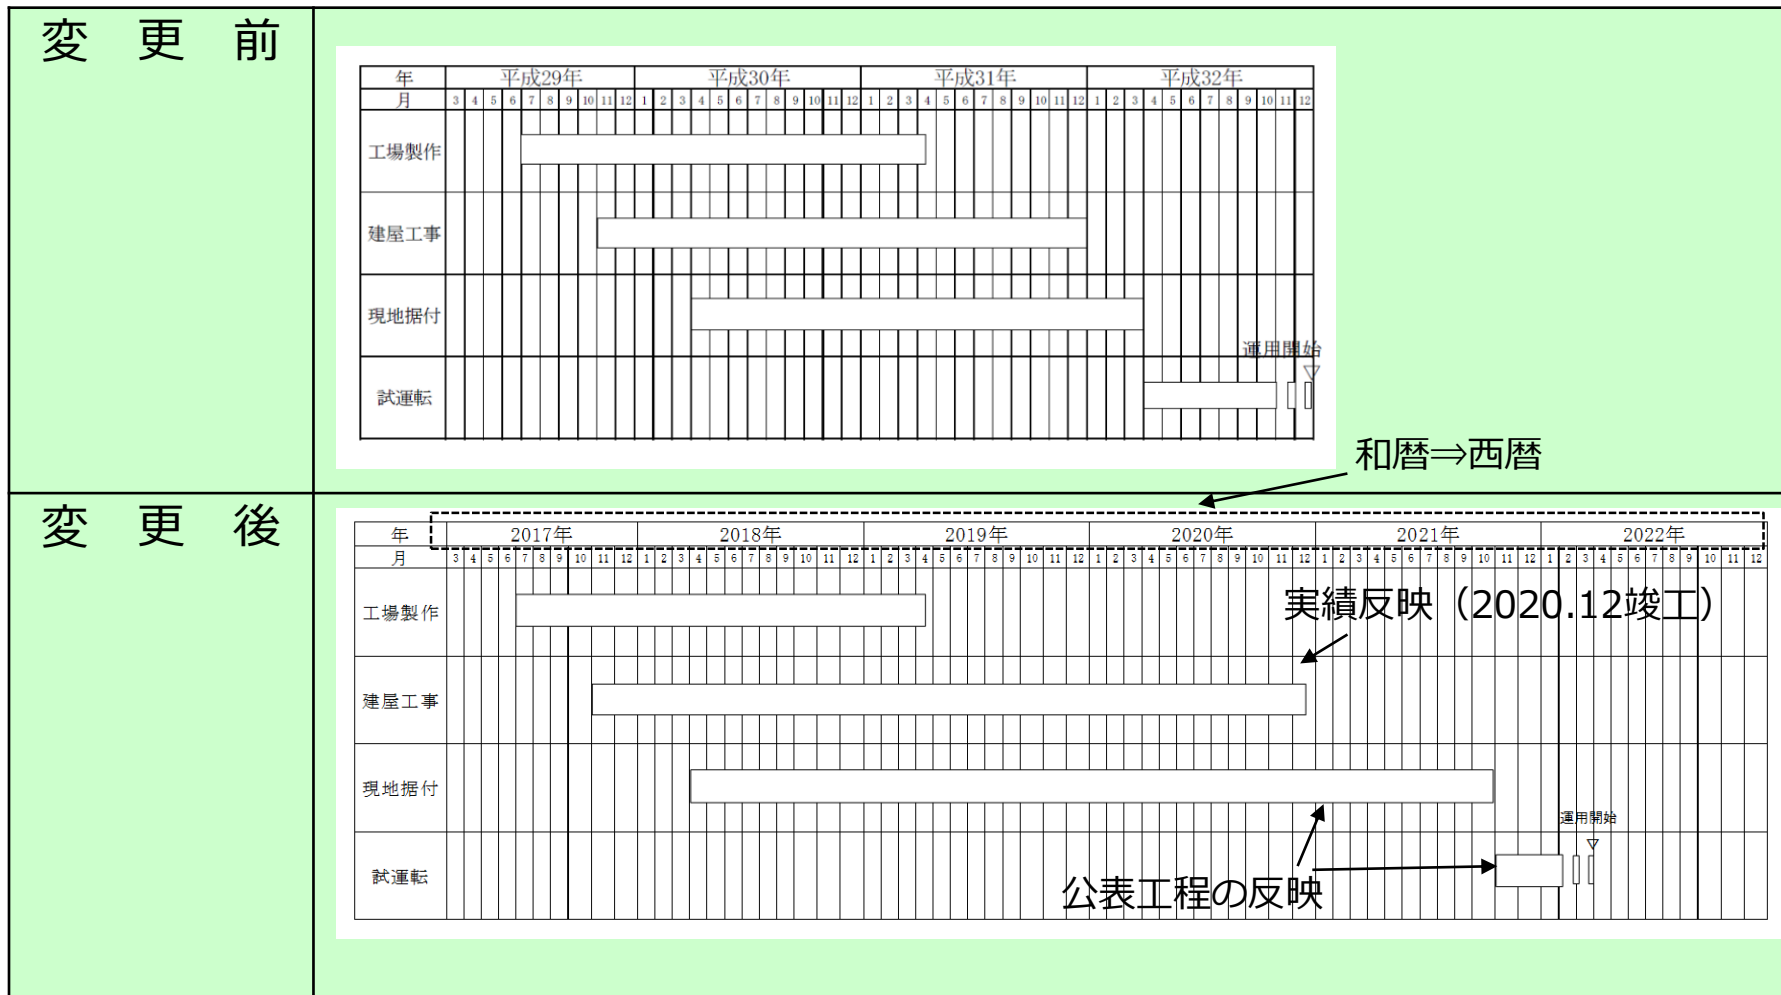 変 更 前
年 平成29年 平成30年 平成31年 平成32年
月 3 4 5 6 7 8 9 10 11 12 1 2 3 4 5 6 7 8 9 10 11 12 1 2 3 4 5 6 7 8 9 10 11 12 1 2 3 4 5 6 7 8 9 10 11 12
工場製作
建屋工事
現地据付
運用開始
試運転
和暦⇒西暦
変 更 後
年 2017年 2018年 2019年 2020年 2021年 2022年
月 3 4 5 6 7 8 9 10 11 12 1 2 3 4 5 6 7 8 9 10 11 12 1 2 3 4 5 6 7 8 9 10 11 12 1 2 3 4 5 6 7 8 9 10 11 12 1 2 3 4 5 6 7 8 9 10 11 12 1 2 3 4 5 6 7 8 9 10 11 12
工場製作
実績反映（2020.12竣工）
建屋工事
現地据付
運用開始
試運転
公表工程の反映